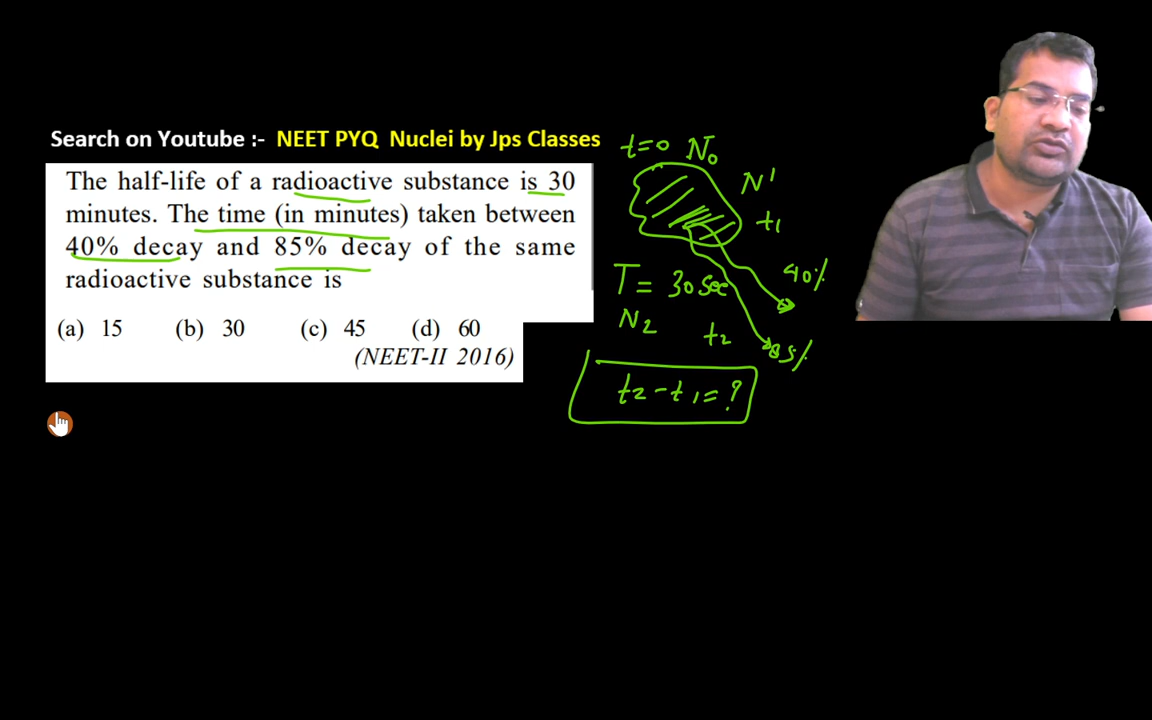 Search on Youtube :- NEET PYQ Nuclei by Jps Classes
The half-life of a radioactive substance is 30
minutes. The time (in minutes) taken between
40% decay and 85% decay of the same
radioactive substance is
(a) 15 (b) 30 (c) 45 (d) 60
(NEET-II 2016)
t=0 N₀
N'
t₁
40%
T = 30 sec
N₂ t₂
85%
t₂-t₁=?